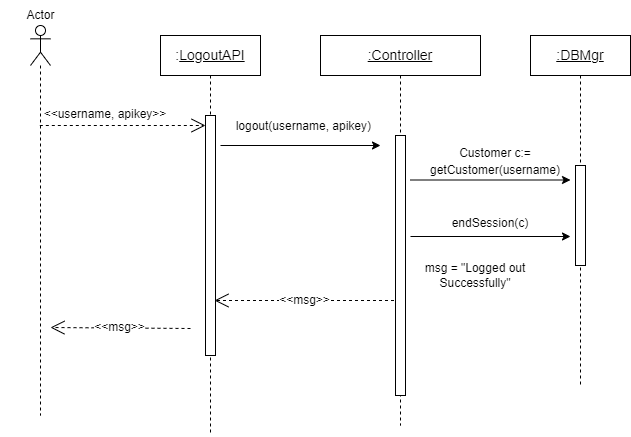 Actor
:LogoutAPI
:Controller
:DBMgr
<<username, apikey>>
logout(username, apikey)
Customer c:=
getCustomer(username)
endSession(c)
msg = "Logged out
Successfully"
<<msg>>
<<msg>>